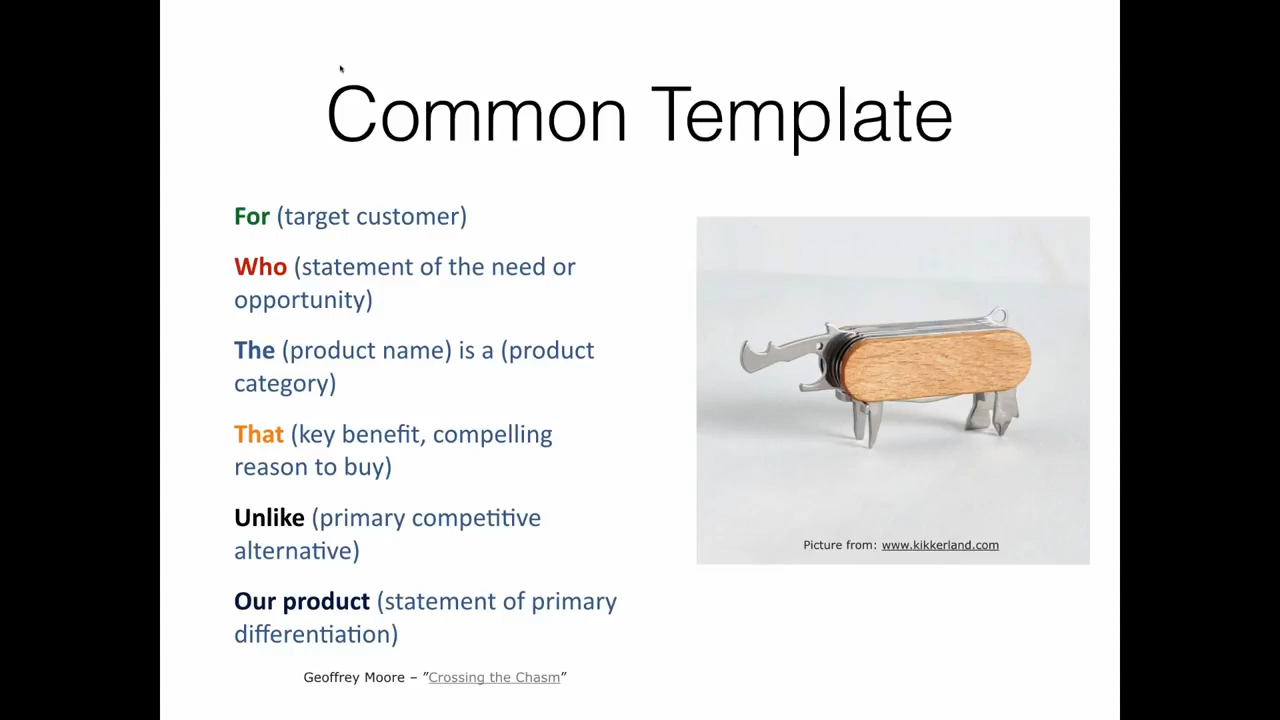 Common Template
For (target customer)
Who (statement of the need or
opportunity)
The (product name) is a (product
category)
That (key benefit, compelling
reason to buy)
Unlike (primary competitive
alternative)
Our product (statement of primary
differentiation)
Picture from: www.kikkerland.com
Geoffrey Moore – ”Crossing the Chasm”